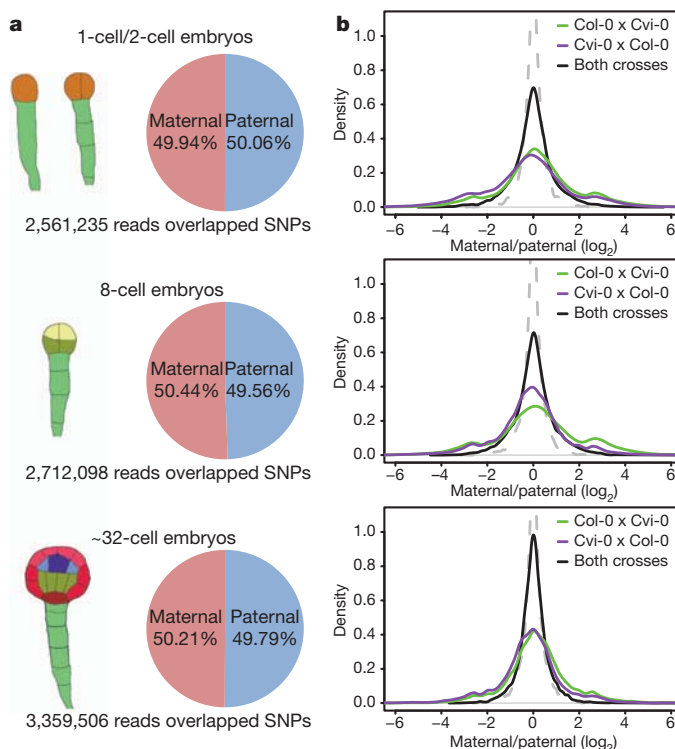 a
1-cell/2-cell embryos
Maternal Paternal
49.94% 50.06%
2,561,235 reads overlapped SNPs
8-cell embryos
Maternal Paternal
50.44% 49.56%
2,712,098 reads overlapped SNPs
~32-cell embryos
Maternal Paternal
50.21% 49.79%
3,359,506 reads overlapped SNPs
b
Col-0 x Cvi-0
Cvi-0 x Col-0
Both crosses
Density
1.0
0.8
0.6
0.4
0.2
0.0
−6 −4 −2 0 2 4 6
Maternal/paternal (log2)
Col-0 x Cvi-0
Cvi-0 x Col-0
Both crosses
Density
1.0
0.8
0.6
0.4
0.2
0.0
−6 −4 −2 0 2 4 6
Maternal/paternal (log2)
Col-0 x Cvi-0
Cvi-0 x Col-0
Both crosses
Density
1.0
0.8
0.6
0.4
0.2
0.0
−6 −4 −2 0 2 4 6
Maternal/paternal (log2)